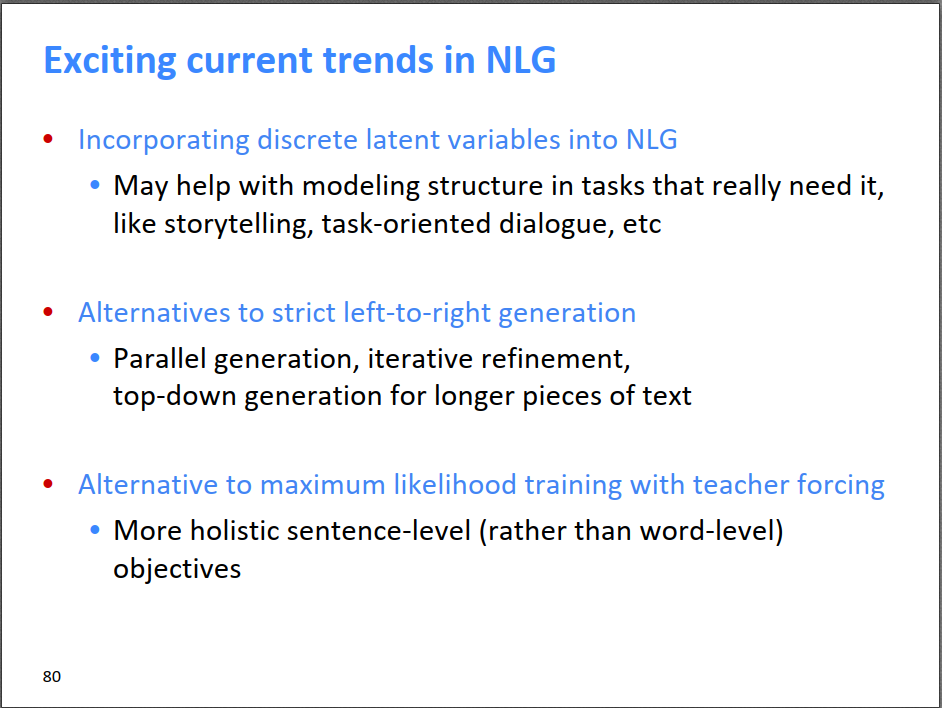 Exciting current trends in NLG
• Incorporating discrete latent variables into NLG
• May help with modeling structure in tasks that really need it,
like storytelling, task-oriented dialogue, etc
• Alternatives to strict left-to-right generation
• Parallel generation, iterative refinement,
top-down generation for longer pieces of text
• Alternative to maximum likelihood training with teacher forcing
• More holistic sentence-level (rather than word-level)
objectives
80